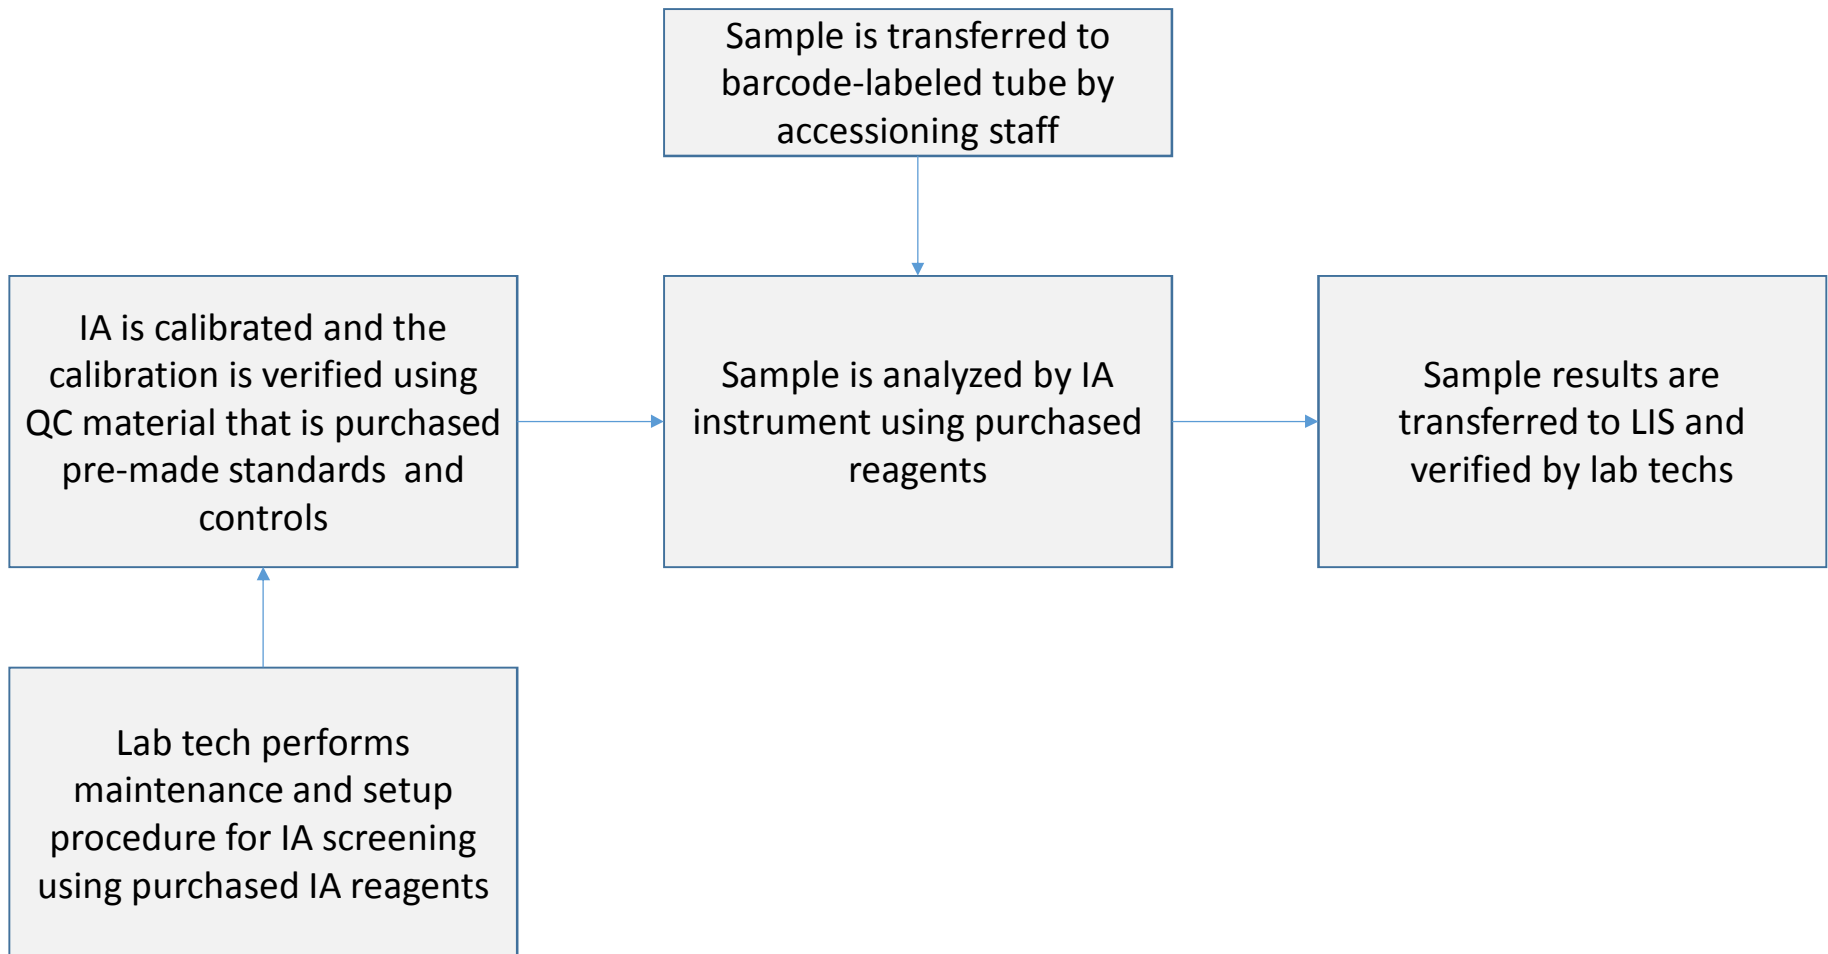 Sample is transferred to
barcode-labeled tube by
accessioning staff
IA is calibrated and the
calibration is verified using
QC material that is purchased
pre-made standards  and
controls
Sample is analyzed by IA
instrument using purchased
reagents
Sample results are
transferred to LIS and
verified by lab techs
Lab tech performs
maintenance and setup
procedure for IA screening
using purchased IA reagents